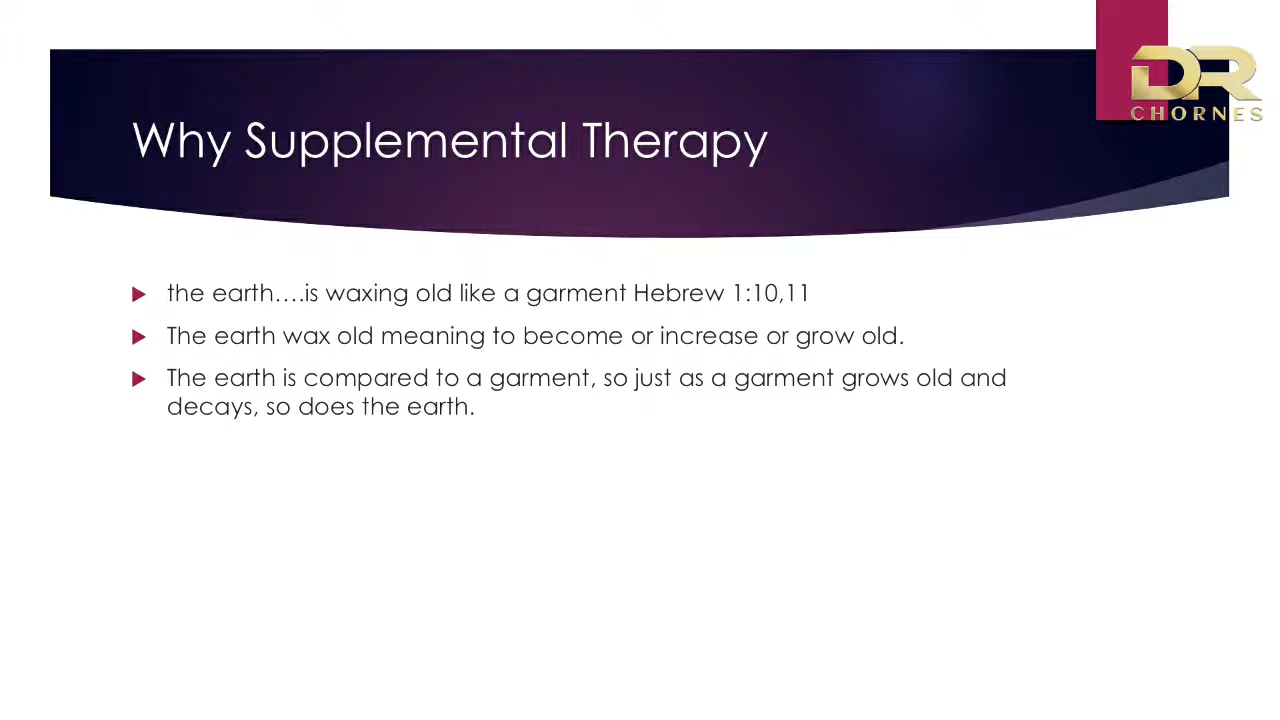 DR
CHORNES
Why Supplemental Therapy
the earth….is waxing old like a garment Hebrew 1:10,11
The earth wax old meaning to become or increase or grow old.
The earth is compared to a garment, so just as a garment grows old and
decays, so does the earth.